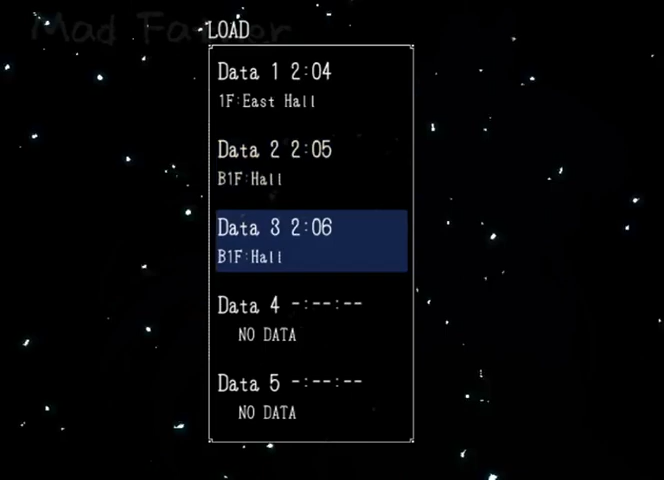 Mad Father
LOAD
Data 1 2:04
1F:East Hall
Data 2 2:05
B1F:Hall
Data 3 2:06
B1F:Hall
Data 4 -:--:--
NO DATA
Data 5 -:--:--
NO DATA